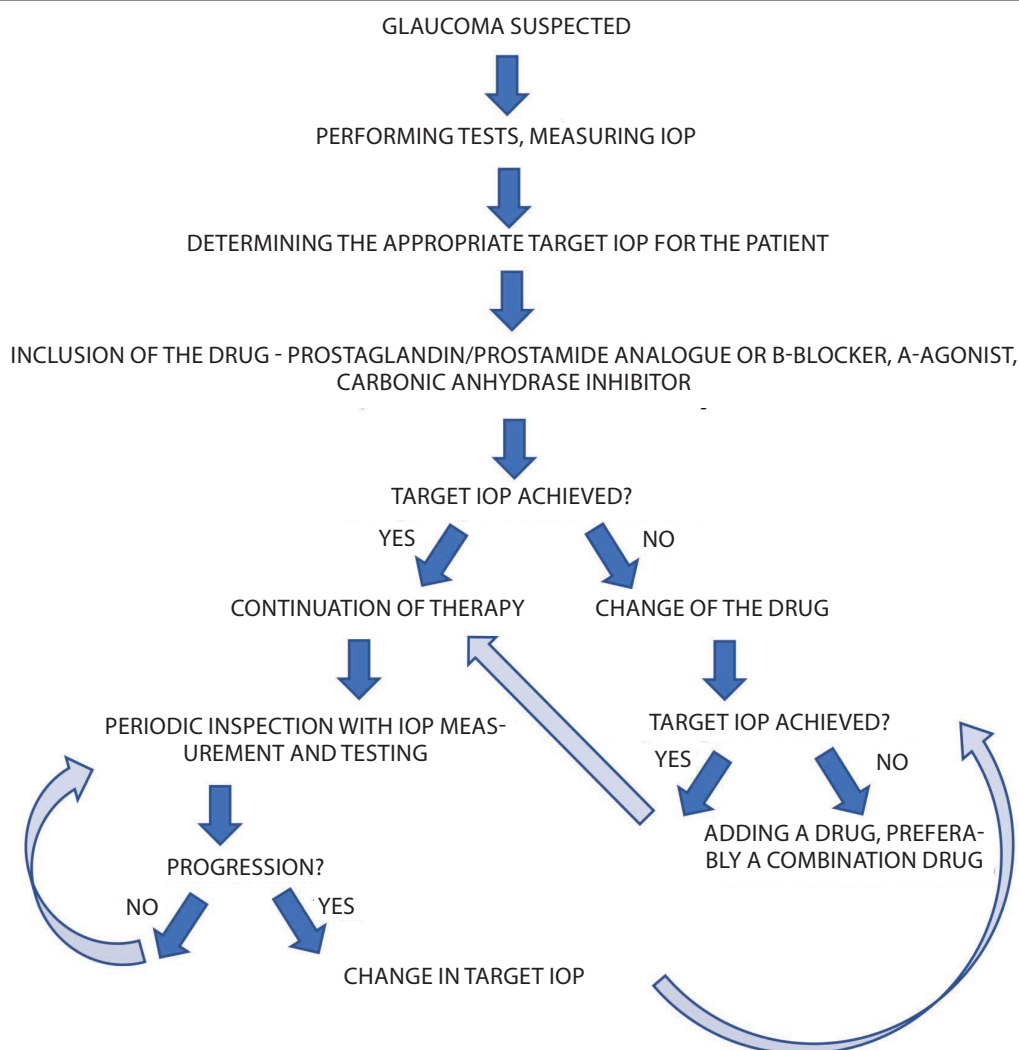 GLAUCOMA SUSPECTED
PERFORMING TESTS, MEASURING IOP
DETERMINING THE APPROPRIATE TARGET IOP FOR THE PATIENT
INCLUSION OF THE DRUG - PROSTAGLANDIN/PROSTAMIDE ANALOGUE OR B-BLOCKER, A-AGONIST,
CARBONIC ANHYDRASE INHIBITOR
TARGET IOP ACHIEVED?
YES
NO
CONTINUATION OF THERAPY
CHANGE OF THE DRUG
PERIODIC INSPECTION WITH IOP MEAS-
UREMENT AND TESTING
TARGET IOP ACHIEVED?
YES
NO
ADDING A DRUG, PREFERA-
BLY A COMBINATION DRUG
PROGRESSION?
NO
YES
CHANGE IN TARGET IOP